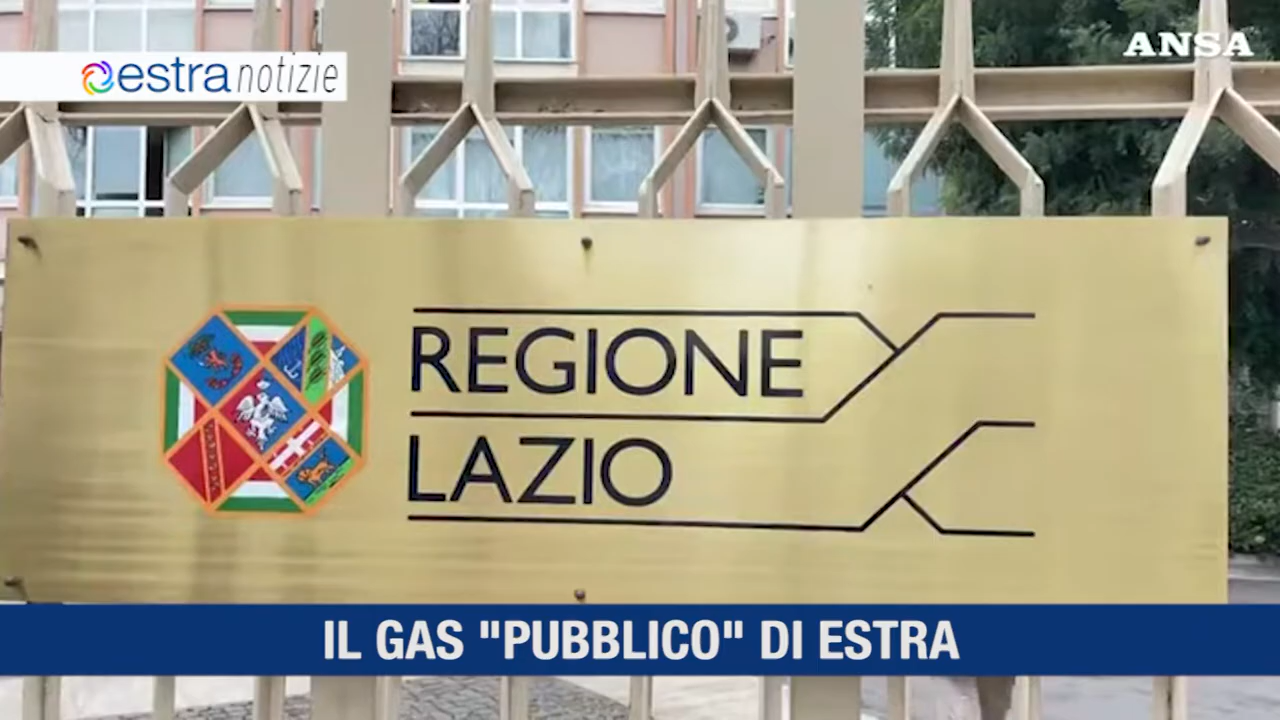 estra notizie
ANSA
REGIONE
LAZIO
IL GAS "PUBBLICO" DI ESTRA